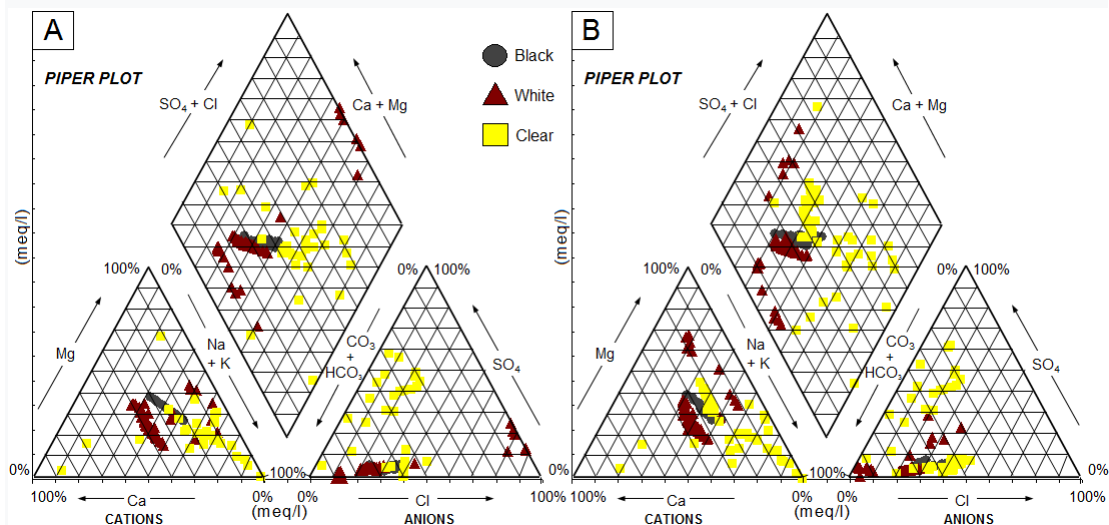 A
PIPER PLOT
SO₄ + Cl
Ca + Mg
Black
White
Clear
(meq/l)
100%
0%
0%
100%
Mg
Na
+ K
CO₃
+
HCO₃
SO₄
0%
100%
0%
100%
0%
0%
100%
Ca
Cl
CATIONS
(meq/l)
ANIONS
B
PIPER PLOT
SO₄ + Cl
Ca + Mg
(meq/l)
100%
0%
0%
100%
Mg
Na
+ K
CO₃
+
HCO₃
SO₄
0%
100%
0%
100%
0%
0%
100%
Ca
Cl
CATIONS
(meq/l)
ANIONS